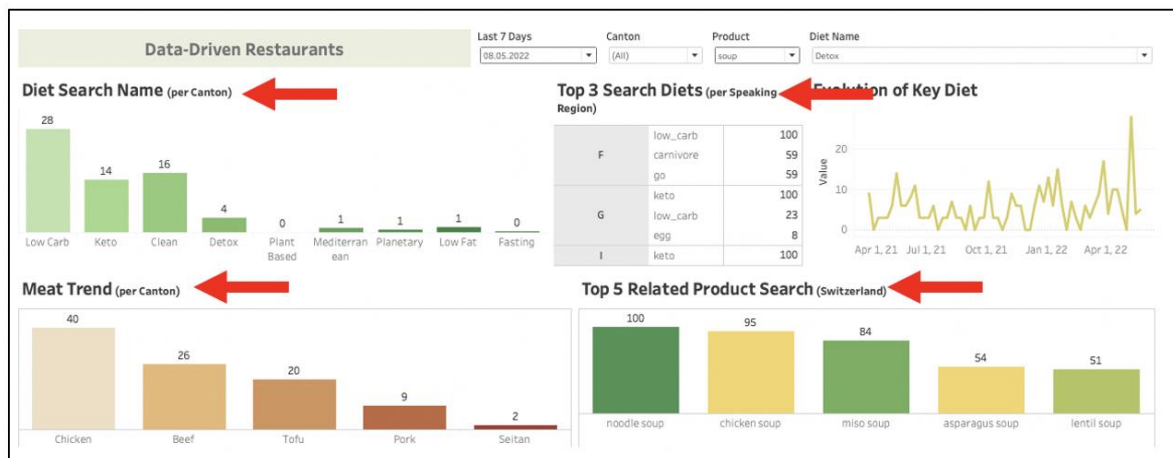 Data-Driven Restaurants
Last 7 Days Canton Product Diet Name
08.05.2022 (All) soup Detox
Diet Search Name (per Canton)
28
14
16
4
0
1
1
1
0
Low Carb Keto Clean Detox Plant Mediterran Planetary Low Fat Fasting
Based ean
Top 3 Search Diets (per Speaking
Region)
F low_carb 100
carnivore 59
go 59
G keto 100
low_carb 23
egg 8
I keto 100
Evolution of Key Diet
Value
20
10
0
Apr 1, 21 Jul 1, 21 Oct 1, 21 Jan 1, 22 Apr 1, 22
Meat Trend (per Canton)
40
26
20
9
2
Chicken Beef Tofu Pork Seitan
Top 5 Related Product Search (Switzerland)
100
95
84
54
51
noodle soup chicken soup miso soup asparagus soup lentil soup